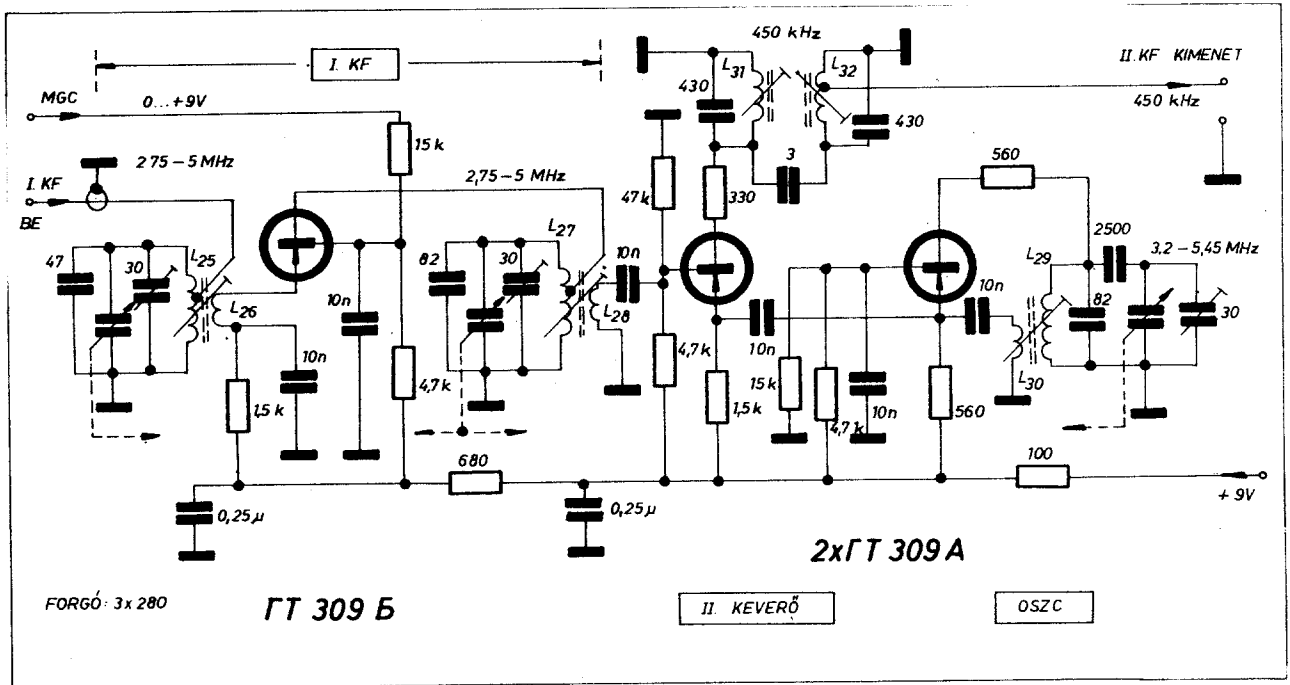 I. KF
450 kHz
MGC
0...+9V
II. KF KIMENET
450 kHz
L31
L32
430
430
15 k
3
2 75 – 5 MHz
I. KF
BE
2,75 – 5 MHz
47 k
330
560
47
30
L25
L26
10n
10n
82
30
L27
10n
L28
2500
3,2 – 5,45 MHz
L29
10n
82
30
L30
1,5 k
4,7 k
4,7 k
1,5 k
10n
15 k
4,7 k
10n
560
680
100
+ 9V
0,25 µ
0,25 µ
2xГТ 309 А
FORGÓ: 3 x 280
ГТ 309 Б
II. KEVERŐ
OSZC